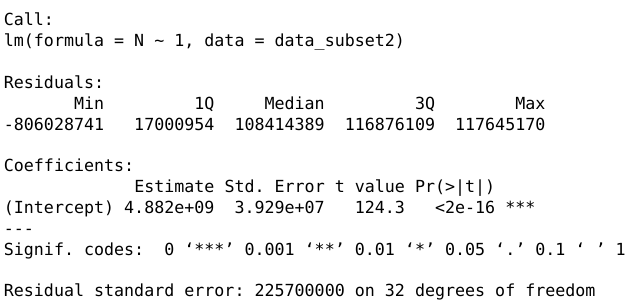 Call:
lm(formula = N ~ 1, data = data_subset2)
Residuals:
Min 1Q Median 3Q Max
-806028741 17000954 108414389 116876109 117645170
Coefficients:
Estimate Std. Error t value Pr(>|t|)
(Intercept) 4.882e+09 3.929e+07 124.3 <2e-16 ***
---
Signif. codes: 0 ‘***’ 0.001 ‘**’ 0.01 ‘*’ 0.05 ‘.’ 0.1 ‘ ’ 1
Residual standard error: 225700000 on 32 degrees of freedom